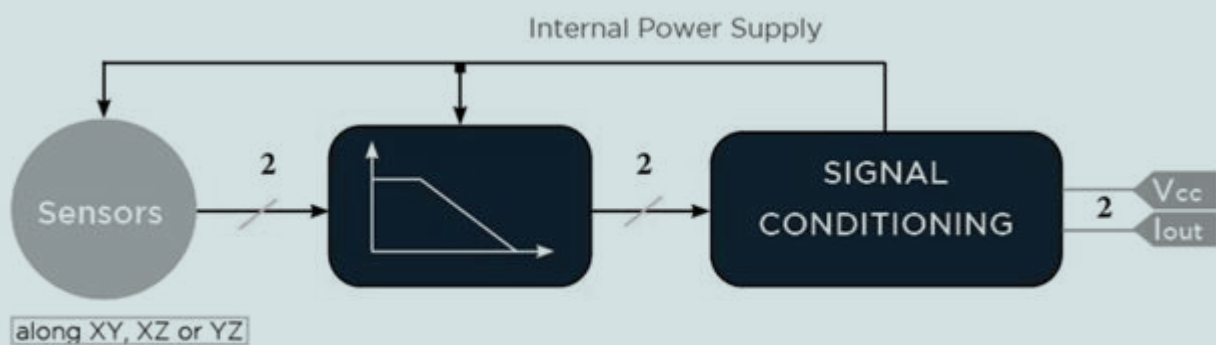 Internal Power Supply
2
2
SIGNAL
CONDITIONING
Sensors
Vcc
2
Iout
along XY, XZ or YZ